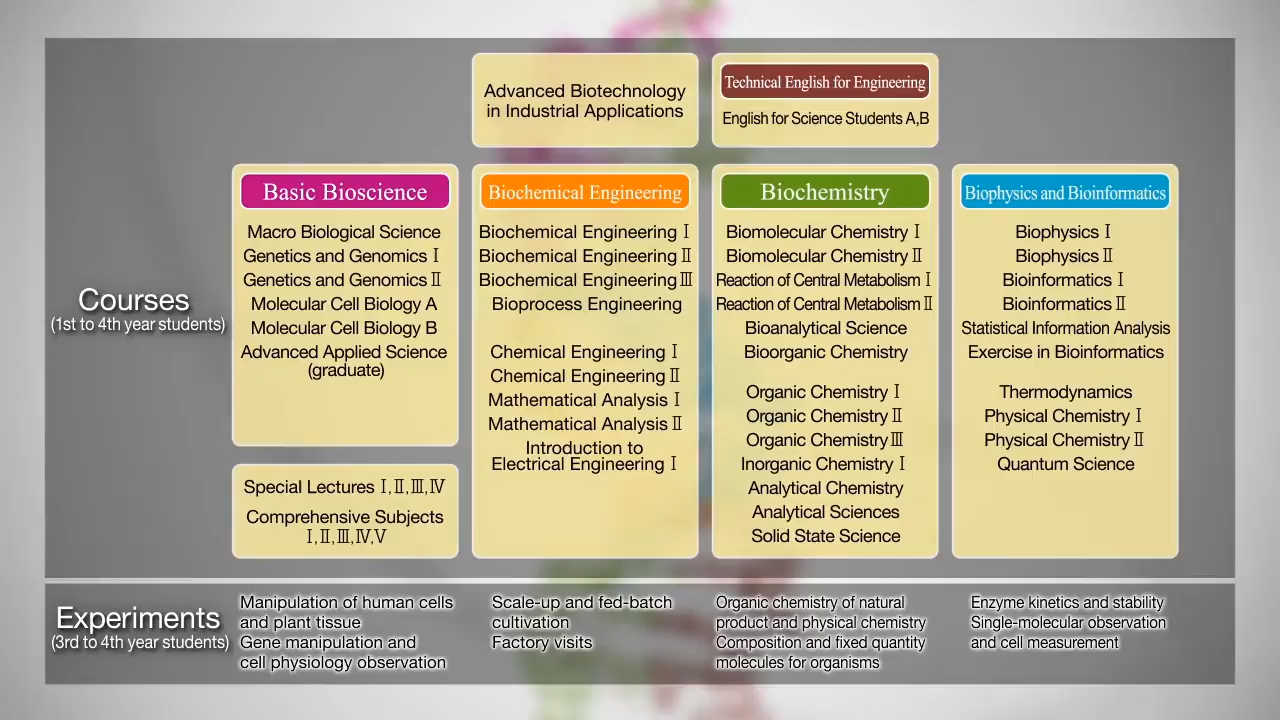 Advanced Biotechnology
in Industrial Applications
Technical English for Engineering
English for Science Students A,B
Courses
(1st to 4th year students)
Basic Bioscience
Macro Biological Science
Genetics and Genomics Ⅰ
Genetics and Genomics Ⅱ
Molecular Cell Biology A
Molecular Cell Biology B
Advanced Applied Science
(graduate)
Special Lectures Ⅰ,Ⅱ,Ⅲ,Ⅳ
Comprehensive Subjects
Ⅰ,Ⅱ,Ⅲ,Ⅳ,Ⅴ
Biochemical Engineering
Biochemical Engineering Ⅰ
Biochemical Engineering Ⅱ
Biochemical Engineering Ⅲ
Bioprocess Engineering
Chemical Engineering Ⅰ
Chemical Engineering Ⅱ
Mathematical Analysis Ⅰ
Mathematical Analysis Ⅱ
Introduction to
Electrical Engineering Ⅰ
Biochemistry
Biomolecular Chemistry Ⅰ
Biomolecular Chemistry Ⅱ
Reaction of Central Metabolism Ⅰ
Reaction of Central Metabolism Ⅱ
Bioanalytical Science
Bioorganic Chemistry
Organic Chemistry Ⅰ
Organic Chemistry Ⅱ
Organic Chemistry Ⅲ
Inorganic Chemistry Ⅰ
Analytical Chemistry
Analytical Sciences
Solid State Science
Biophysics and Bioinformatics
Biophysics Ⅰ
Biophysics Ⅱ
Bioinformatics Ⅰ
Bioinformatics Ⅱ
Statistical Information Analysis
Exercise in Bioinformatics
Thermodynamics
Physical Chemistry Ⅰ
Physical Chemistry Ⅱ
Quantum Science
Experiments
(3rd to 4th year students)
Manipulation of human cells
and plant tissue
Gene manipulation and
cell physiology observation
Scale-up and fed-batch
cultivation
Factory visits
Organic chemistry of natural
product and physical chemistry
Composition and fixed quantity
molecules for organisms
Enzyme kinetics and stability
Single-molecular observation
and cell measurement